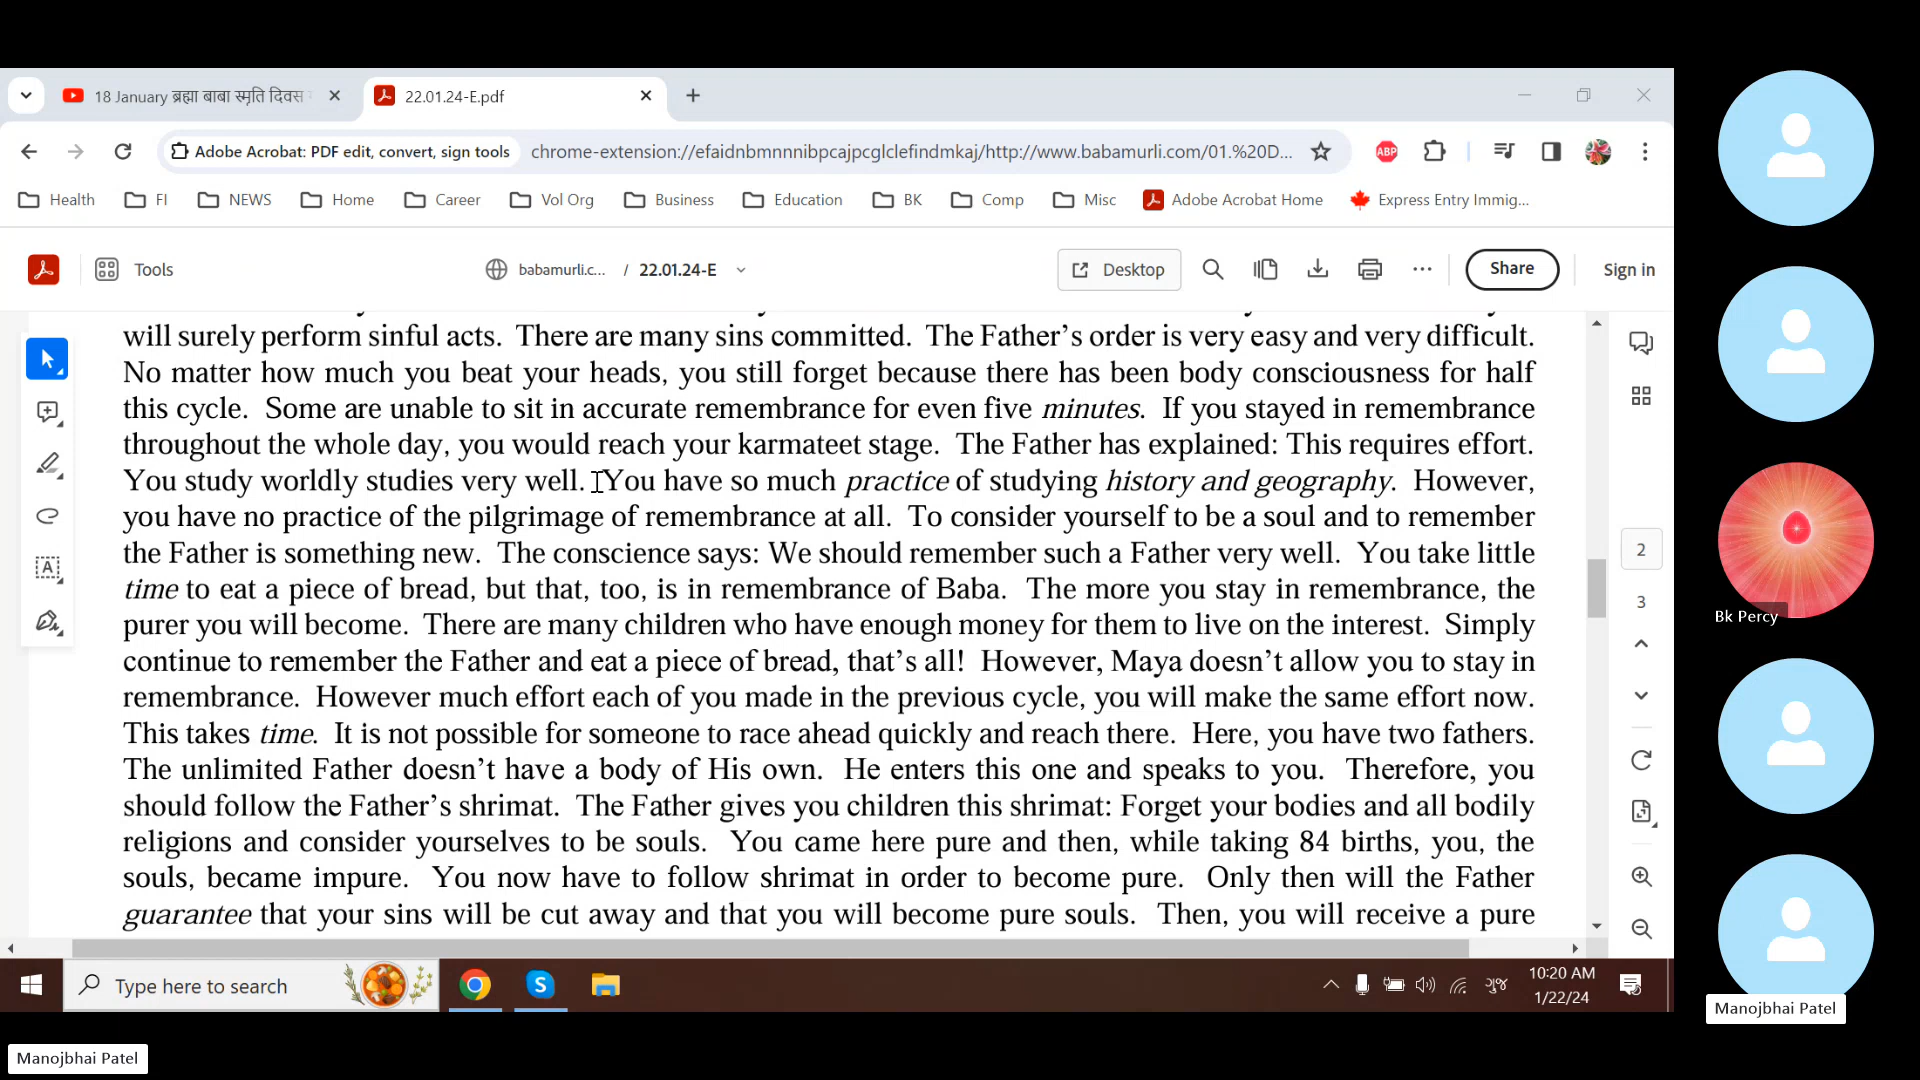 18 January ब्रह्मा बाबा स्मृति दिवस
22.01.24-E.pdf
Adobe Acrobat: PDF edit, convert, sign tools
chrome-extension://efaidnbmnnnibpcajpcglclefindmkaj/http://www.babamurli.com/01.%20D...
ABP
Health
FI
NEWS
Home
Career
Vol Org
Business
Education
BK
Comp
Misc
Adobe Acrobat Home
Express Entry Immig...
Tools
babamurli.c... / 22.01.24-E
Desktop
Share
Sign in
will surely perform sinful acts. There are many sins committed. The Father’s order is very easy and very difficult.
No matter how much you beat your heads, you still forget because there has been body consciousness for half
this cycle. Some are unable to sit in accurate remembrance for even five minutes. If you stayed in remembrance
throughout the whole day, you would reach your karmateet stage. The Father has explained: This requires effort.
You study worldly studies very well. You have so much practice of studying history and geography. However,
you have no practice of the pilgrimage of remembrance at all. To consider yourself to be a soul and to remember
the Father is something new. The conscience says: We should remember such a Father very well. You take little
time to eat a piece of bread, but that, too, is in remembrance of Baba. The more you stay in remembrance, the
purer you will become. There are many children who have enough money for them to live on the interest. Simply
continue to remember the Father and eat a piece of bread, that’s all! However, Maya doesn’t allow you to stay in
remembrance. However much effort each of you made in the previous cycle, you will make the same effort now.
This takes time. It is not possible for someone to race ahead quickly and reach there. Here, you have two fathers.
The unlimited Father doesn’t have a body of His own. He enters this one and speaks to you. Therefore, you
should follow the Father’s shrimat. The Father gives you children this shrimat: Forget your bodies and all bodily
religions and consider yourselves to be souls. You came here pure and then, while taking 84 births, you, the
souls, became impure. You now have to follow shrimat in order to become pure. Only then will the Father
guarantee that your sins will be cut away and that you will become pure souls. Then, you will receive a pure
2
3
Type here to search
ગુજ
10:20 AM
1/22/24
Bk Percy
Manojbhai Patel
Manojbhai Patel